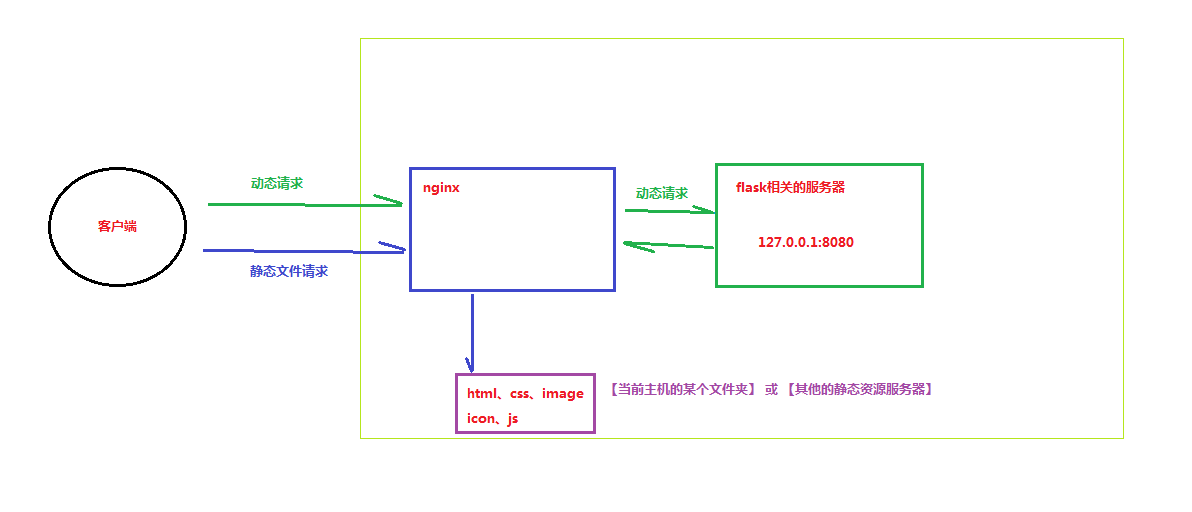 动态请求
客户端
静态文件请求
nginx
动态请求
flask相关的服务器
127.0.0.1:8080
html、css、image
icon、js
【当前主机的某个文件夹】 或 【其他的静态资源服务器】